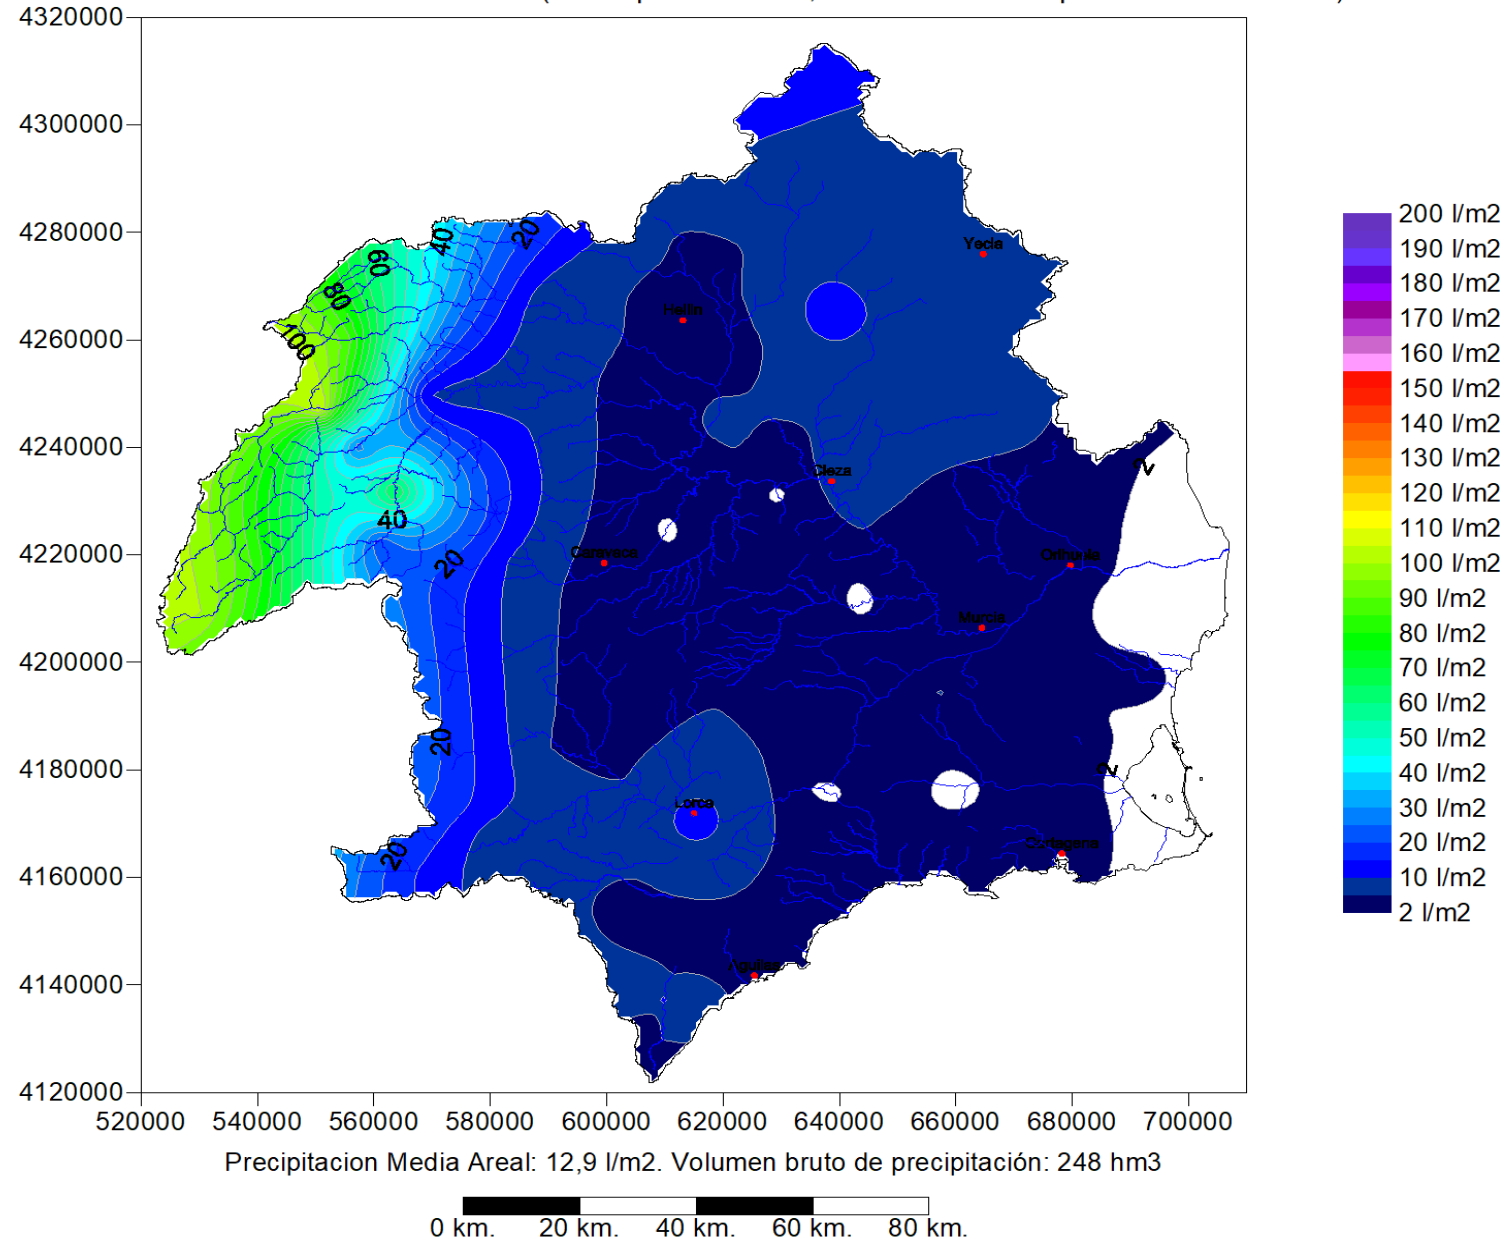 4320000
4300000
4280000
4260000
4240000
4220000
4200000
4180000
4160000
4140000
4120000
520000 540000 560000 580000 600000 620000 640000 660000 680000 700000
20
40
60
80
100
40
20
20
20
2
2
Yecla
Hellin
Cieza
Caravaca
Orihuela
Murcia
Lorca
Cartagena
Aguilas
200 l/m2
190 l/m2
180 l/m2
170 l/m2
160 l/m2
150 l/m2
140 l/m2
130 l/m2
120 l/m2
110 l/m2
100 l/m2
90 l/m2
80 l/m2
70 l/m2
60 l/m2
50 l/m2
40 l/m2
30 l/m2
20 l/m2
10 l/m2
2 l/m2
Precipitacion Media Areal: 12,9 l/m2. Volumen bruto de precipitación: 248 hm3
0 km. 20 km. 40 km. 60 km. 80 km.